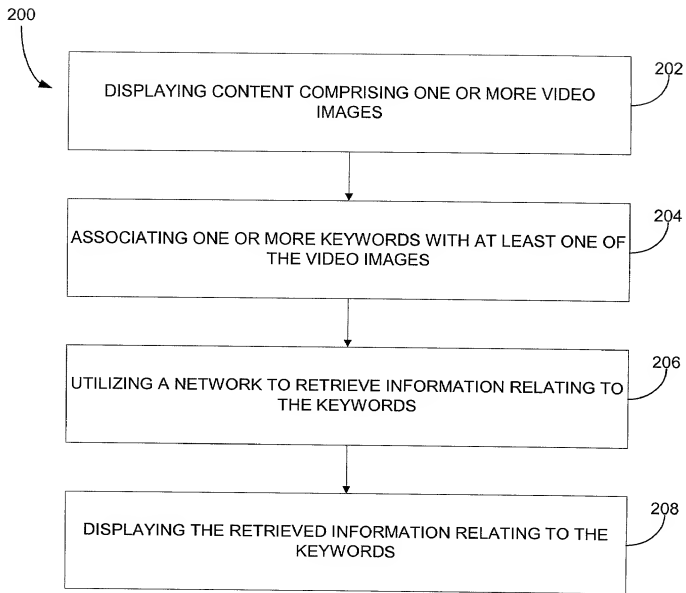 200
DISPLAYING CONTENT COMPRISING ONE OR MORE VIDEO
IMAGES
202
ASSOCIATING ONE OR MORE KEYWORDS WITH AT LEAST ONE OF
THE VIDEO IMAGES
204
UTILIZING A NETWORK TO RETRIEVE INFORMATION RELATING TO
THE KEYWORDS
206
DISPLAYING THE RETRIEVED INFORMATION RELATING TO THE
KEYWORDS
208